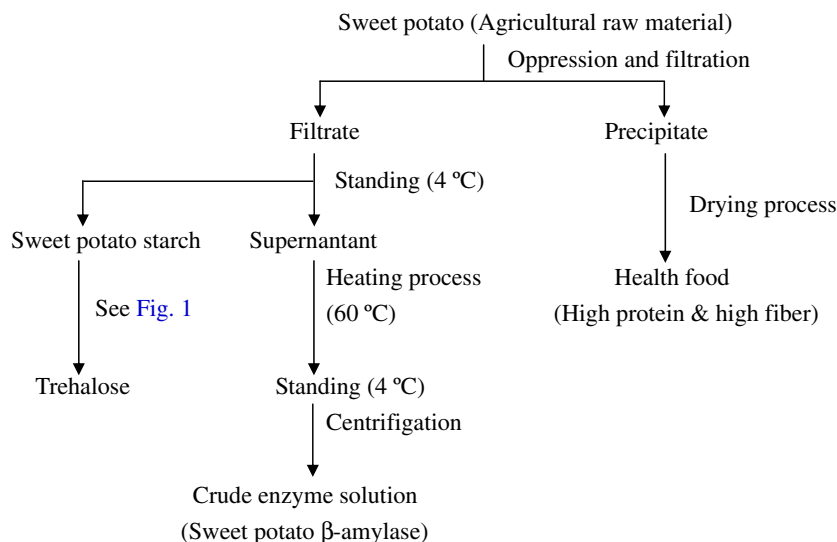 Sweet potato (Agricultural raw material)
Oppression and filtration
Filtrate
Precipitate
Standing (4 ºC)
Drying process
Sweet potato starch
Supernantant
Heating process
(60 ºC)
Health food
(High protein & high fiber)
See Fig. 1
Trehalose
Standing (4 ºC)
Centrifigation
Crude enzyme solution
(Sweet potato β-amylase)